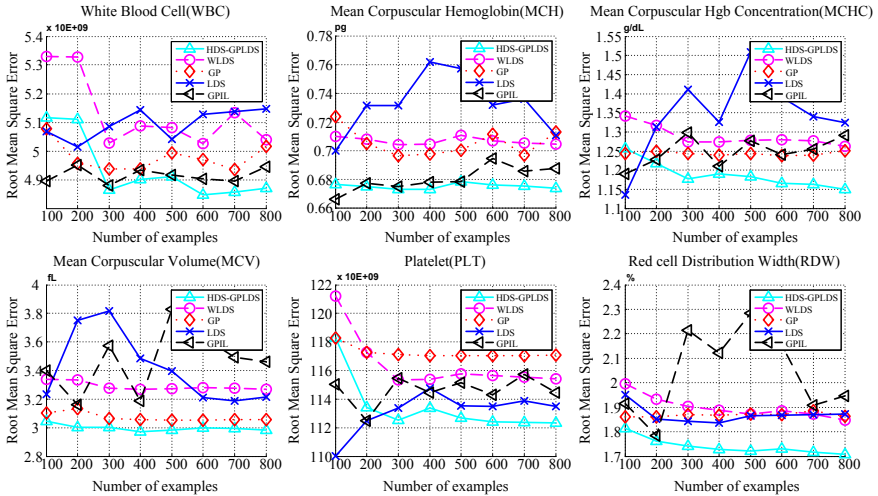 White Blood Cell(WBC)
x 10E+09
5.4
5.3
5.2
5.1
5
4.9
Root Mean Square Error
HDS-GPLDS
WLDS
GP
LDS
GPIL
100 200 300 400 500 600 700 800
Number of examples
Mean Corpuscular Hemoglobin(MCH)
pg
0.78
0.76
0.74
0.72
0.70
0.68
0.66
Root Mean Square Error
HDS-GPLDS
WLDS
GP
LDS
GPIL
100 200 300 400 500 600 700 800
Number of examples
Mean Corpuscular Hgb Concentration(MCHC)
g/dL
1.55
1.5
1.45
1.4
1.35
1.3
1.25
1.2
1.15
1.1
Root Mean Square Error
HDS-GPLDS
WLDS
GP
LDS
GPIL
100 200 300 400 500 600 700 800
Number of examples
Mean Corpuscular Volume(MCV)
fL
4
3.8
3.6
3.4
3.2
3
2.8
Root Mean Square Error
HDS-GPLDS
WLDS
GP
LDS
GPIL
100 200 300 400 500 600 700 800
Number of examples
Platelet(PLT)
x 10E+09
122
120
118
116
114
112
110
Root Mean Square Error
HDS-GPLDS
WLDS
GP
LDS
GPIL
100 200 300 400 500 600 700 800
Number of examples
Red cell Distribution Width(RDW)
%
2.4
2.3
2.2
2.1
2
1.9
1.8
1.7
Root Mean Square Error
HDS-GPLDS
WLDS
GP
LDS
GPIL
100 200 300 400 500 600 700 800
Number of examples